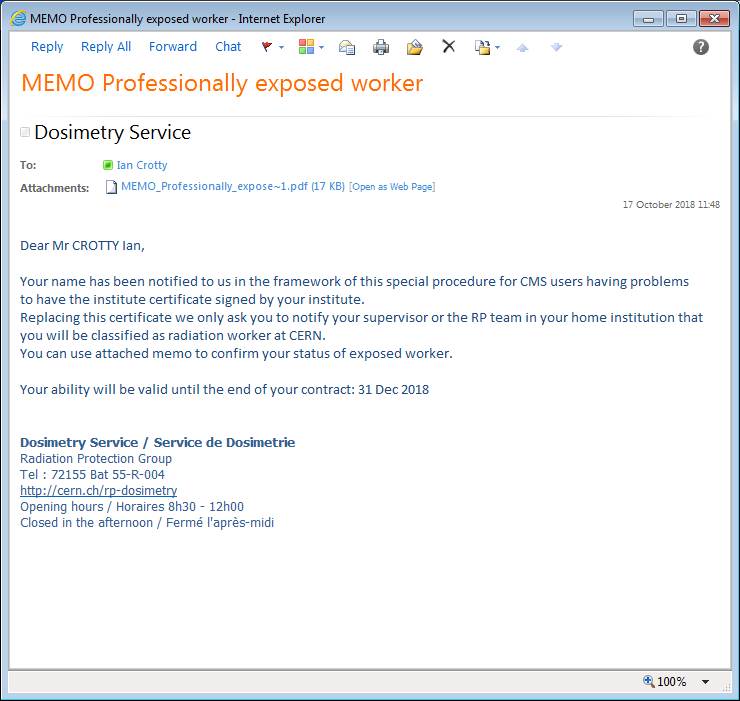 MEMO Professionally exposed worker - Internet Explorer
Reply Reply All Forward Chat
MEMO Professionally exposed worker
Dosimetry Service
To: Ian Crotty
Attachments: MEMO_Professionally_expose~1.pdf (17 KB) [Open as Web Page]
17 October 2018 11:48
Dear Mr CROTTY Ian,
Your name has been notified to us in the framework of this special procedure for CMS users having problems
to have the institute certificate signed by your institute.
Replacing this certificate we only ask you to notify your supervisor or the RP team in your home institution that
you will be classified as radiation worker at CERN.
You can use attached memo to confirm your status of exposed worker.
Your ability will be valid until the end of your contract: 31 Dec 2018
Dosimetry Service / Service de Dosimetrie
Radiation Protection Group
Tel : 72155 Bat 55-R-004
http://cern.ch/rp-dosimetry
Opening hours / Horaires 8h30 - 12h00
Closed in the afternoon / Fermé l'après-midi
100%